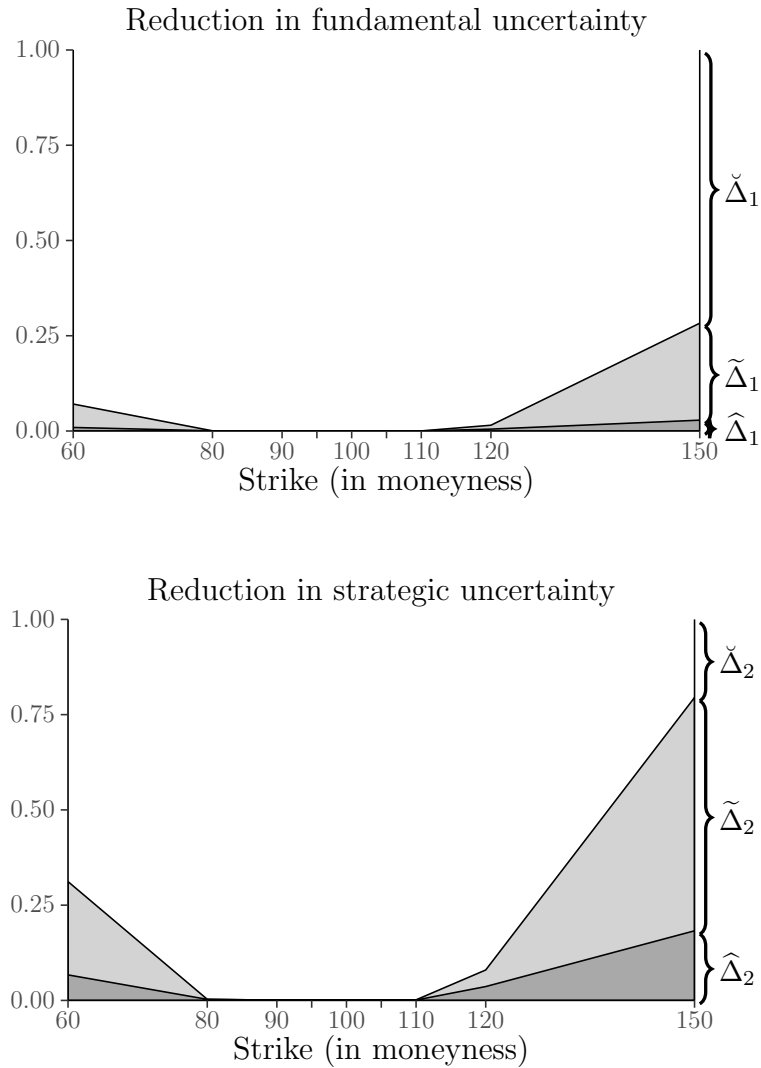 Reduction in fundamental uncertainty
1.00
0.75
0.50
0.25
0.00
60 80 90 100 110 120 150
Strike (in moneyness)
Δ̆₁
Δ̃₁
Δ̂₁
Reduction in strategic uncertainty
1.00
0.75
0.50
0.25
0.00
60 80 90 100 110 120 150
Strike (in moneyness)
Δ̆₂
Δ̃₂
Δ̂₂